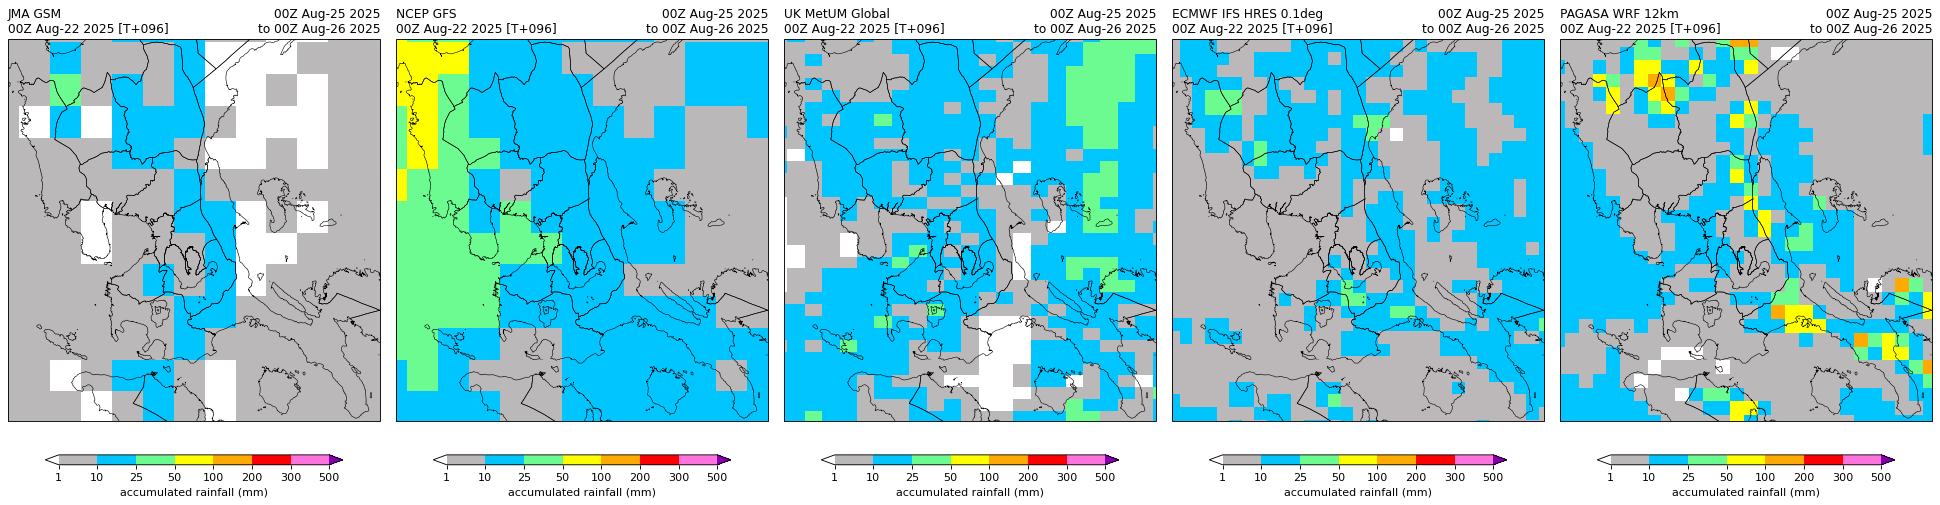 JMA GSM 00Z Aug-25 2025
00Z Aug-22 2025 [T+096] to 00Z Aug-26 2025
NCEP GFS 00Z Aug-25 2025
00Z Aug-22 2025 [T+096] to 00Z Aug-26 2025
UK MetUM Global 00Z Aug-25 2025
00Z Aug-22 2025 [T+096] to 00Z Aug-26 2025
ECMWF IFS HRES 0.1deg 00Z Aug-25 2025
00Z Aug-22 2025 [T+096] to 00Z Aug-26 2025
PAGASA WRF 12km 00Z Aug-25 2025
00Z Aug-22 2025 [T+096] to 00Z Aug-26 2025
1 10 25 50 100 200 300 500
accumulated rainfall (mm)
1 10 25 50 100 200 300 500
accumulated rainfall (mm)
1 10 25 50 100 200 300 500
accumulated rainfall (mm)
1 10 25 50 100 200 300 500
accumulated rainfall (mm)
1 10 25 50 100 200 300 500
accumulated rainfall (mm)